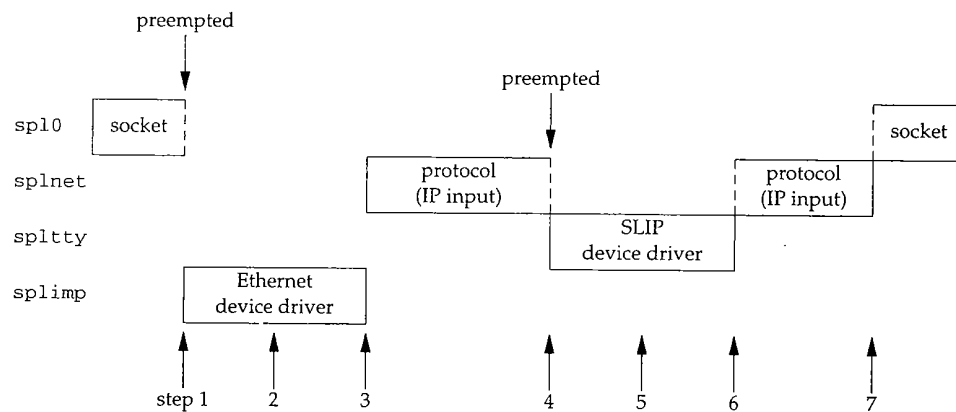 preempted
preempted
spl0
socket
socket
splnet
protocol
(IP input)
protocol
(IP input)
spltty
SLIP
device driver
splimp
Ethernet
device driver
step 1
2
3
4
5
6
7